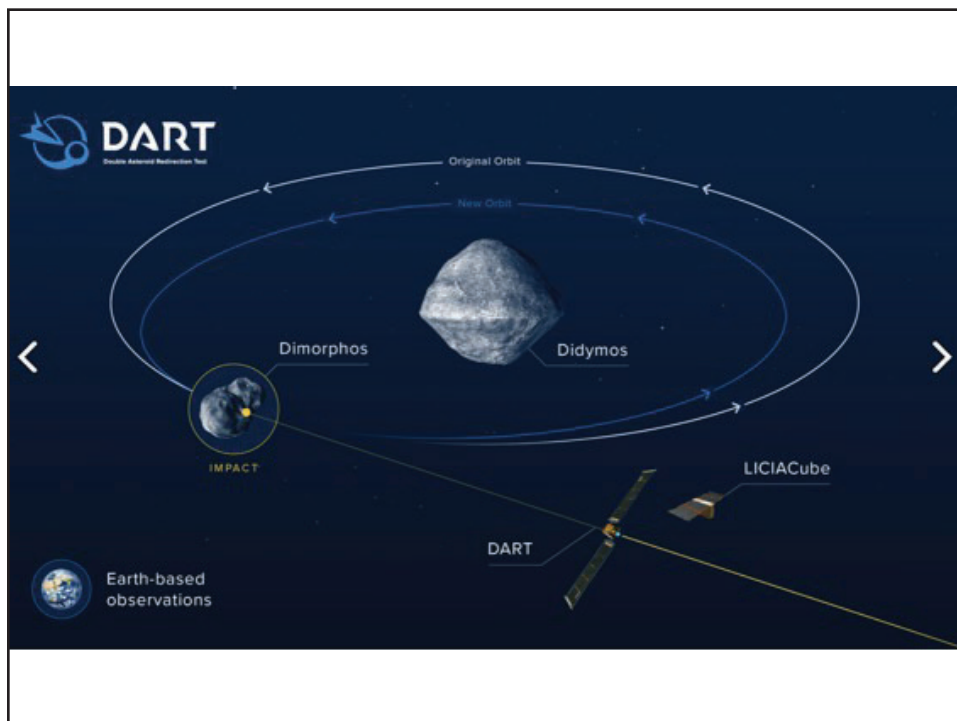 DART
Double Asteroid Redirection Test
Original Orbit
New Orbit
Dimorphos
Didymos
IMPACT
LICIACube
DART
Earth-based
observations